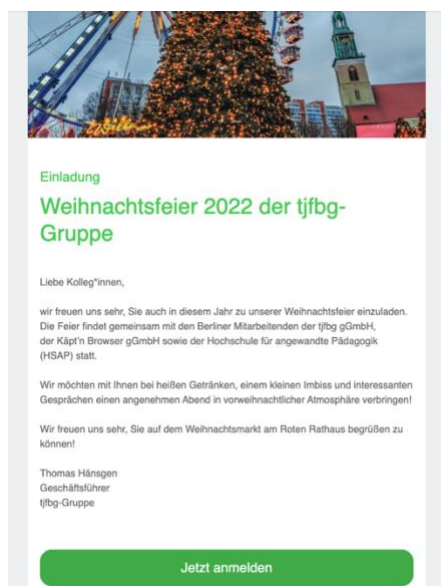 Einladung
Weihnachtsfeier 2022 der tjfbg-
Gruppe
Liebe Kolleg*innen,
wir freuen uns sehr, Sie auch in diesem Jahr zu unserer Weihnachtsfeier einzuladen.
Die Feier findet gemeinsam mit den Berliner Mitarbeitenden der tjfbg gGmbH,
der Käpt'n Browser gGmbH sowie der Hochschule für angewandte Pädagogik
(HSAP) statt.
Wir möchten mit Ihnen bei heißen Getränken, einem kleinen Imbiss und interessanten
Gesprächen einen angenehmen Abend in vorweihnachtlicher Atmosphäre verbringen!
Wir freuen uns sehr, Sie auf dem Weihnachtsmarkt am Roten Rathaus begrüßen zu
können!
Thomas Hänsgen
Geschäftsführer
tjfbg-Gruppe
Jetzt anmelden